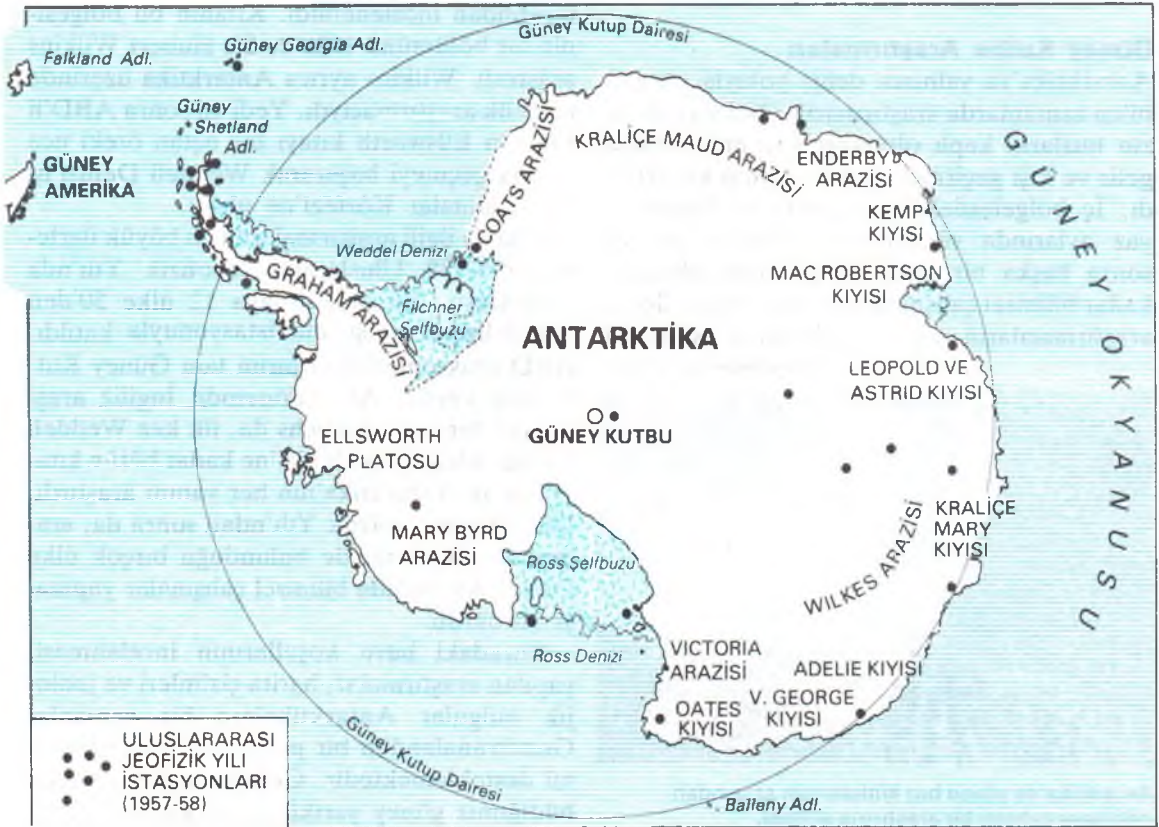 Güney Kutup Dairesi
Güney Georgia Adl.
Falkland Adl.
Güney
Shetland
Adl.
GÜNEY
AMERİKA
COATS ARAZİSİ
KRALİÇE MAUD ARAZİSİ
ENDERBY
ARAZİSİ
KEMP
KIYISI
MAC ROBERTSON
KIYISI
GÜNEY OKYANUSU
Weddel Denizi
GRAHAM ARAZİSİ
Filchner
Şelfbuzu
ANTARKTİKA
LEOPOLD VE
ASTRID KIYISI
GÜNEY KUTBU
ELLSWORTH
PLATOSU
MARY BYRD
ARAZİSİ
KRALİÇE
MARY
KIYISI
WILKES ARAZİSİ
Ross Şelfbuzu
Ross Denizi
VICTORIA
ARAZİSİ
ADELIE KIYISI
OATES
KIYISI
V. GEORGE
KIYISI
Güney Kutup Dairesi
Balleny Adl.
ULUSLARARASI
JEOFİZİK YILI
İSTASYONLARI
(1957-58)